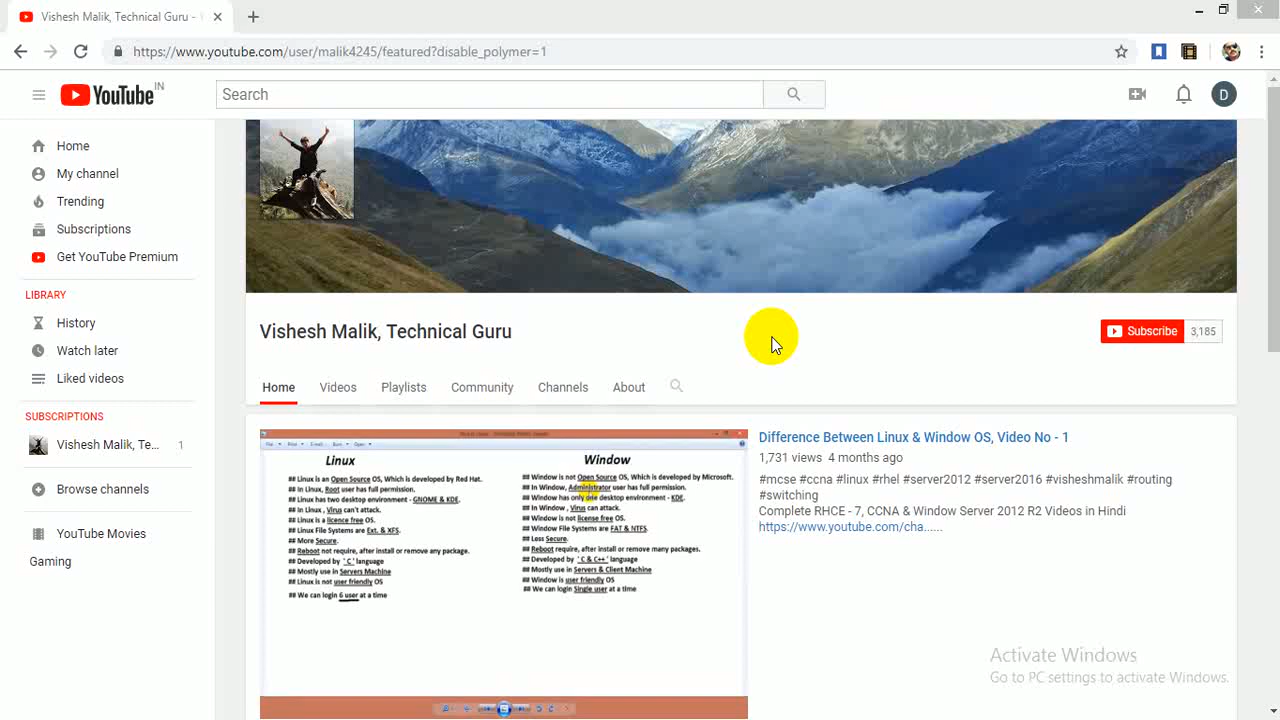 Vishesh Malik, Technical Guru -
https://www.youtube.com/user/malik4245/featured?disable_polymer=1
YouTube IN
Search
D
Home
My channel
Trending
Subscriptions
Get YouTube Premium
LIBRARY
History
Watch later
Liked videos
SUBSCRIPTIONS
Vishesh Malik, Te... 1
Browse channels
YouTube Movies
Gaming
Vishesh Malik, Technical Guru
Subscribe 3,185
Home Videos Playlists Community Channels About
Linux
## Linux is an Open Source OS, Which is developed by Red Hat.
## In Linux, Root user has full permission.
## Linux has two desktop environment - GNOME & KDE.
## In Linux , Virus can't attack.
## Linux is a licence free OS.
## Linux File Systems are Ext. & XFS.
## More Secure.
## Reboot not require, after install or remove any package.
## Developed by ' C ' language
## Mostly use in Servers Machine
## Linux is not user friendly OS
## We can login 6 user at a time
Window
## Window is not Open Source OS, Which is developed by Microsoft.
## In Window, Administrator user has full permission.
## Window has only one desktop environment - KDE.
## In Window , Virus can attack.
## Window is not license free OS.
## Window File Systems are FAT & NTFS.
## Less Secure.
## Reboot require, after install or remove many packages.
## Developed by ' C & C++ ' language
## Mostly use in Servers & Client Machine
## Window is user friendly OS
## We can login Single user at a time
Difference Between Linux & Window OS, Video No - 1
1,731 views 4 months ago
#mcse #ccna #linux #rhel #server2012 #server2016 #visheshmalik #routing
#switching
Complete RHCE - 7, CCNA & Window Server 2012 R2 Videos in Hindi
https://www.youtube.com/cha......
Activate Windows
Go to PC settings to activate Windows.